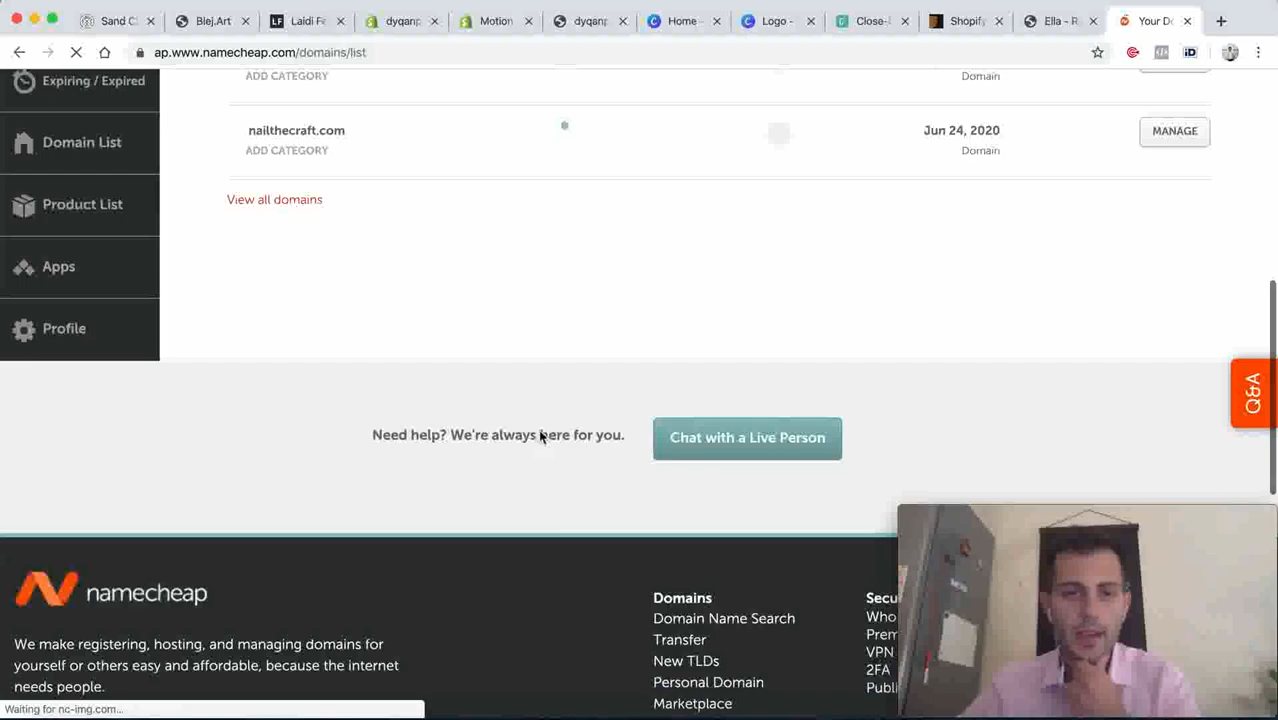 Sand C
Blej.Art
Laidi Fe
dyqanp
Motion
dyqanp
Home -
Logo -
Close-
Shopify
Ella - R
Your Do
ap.www.namecheap.com/domains/list
Expiring / Expired
ADD CATEGORY
Domain
nailthecraft.com
Jun 24, 2020
MANAGE
ADD CATEGORY
Domain
Domain List
View all domains
Product List
Apps
Profile
Q&A
Need help? We're always here for you.
Chat with a Live Person
namecheap
Domains
Secu
Domain Name Search
Who
Transfer
Prem
We make registering, hosting, and managing domains for
yourself or others easy and affordable, because the internet
needs people.
New TLDs
VPN
2FA
Personal Domain
Publi
Marketplace
Waiting for nc-img.com...